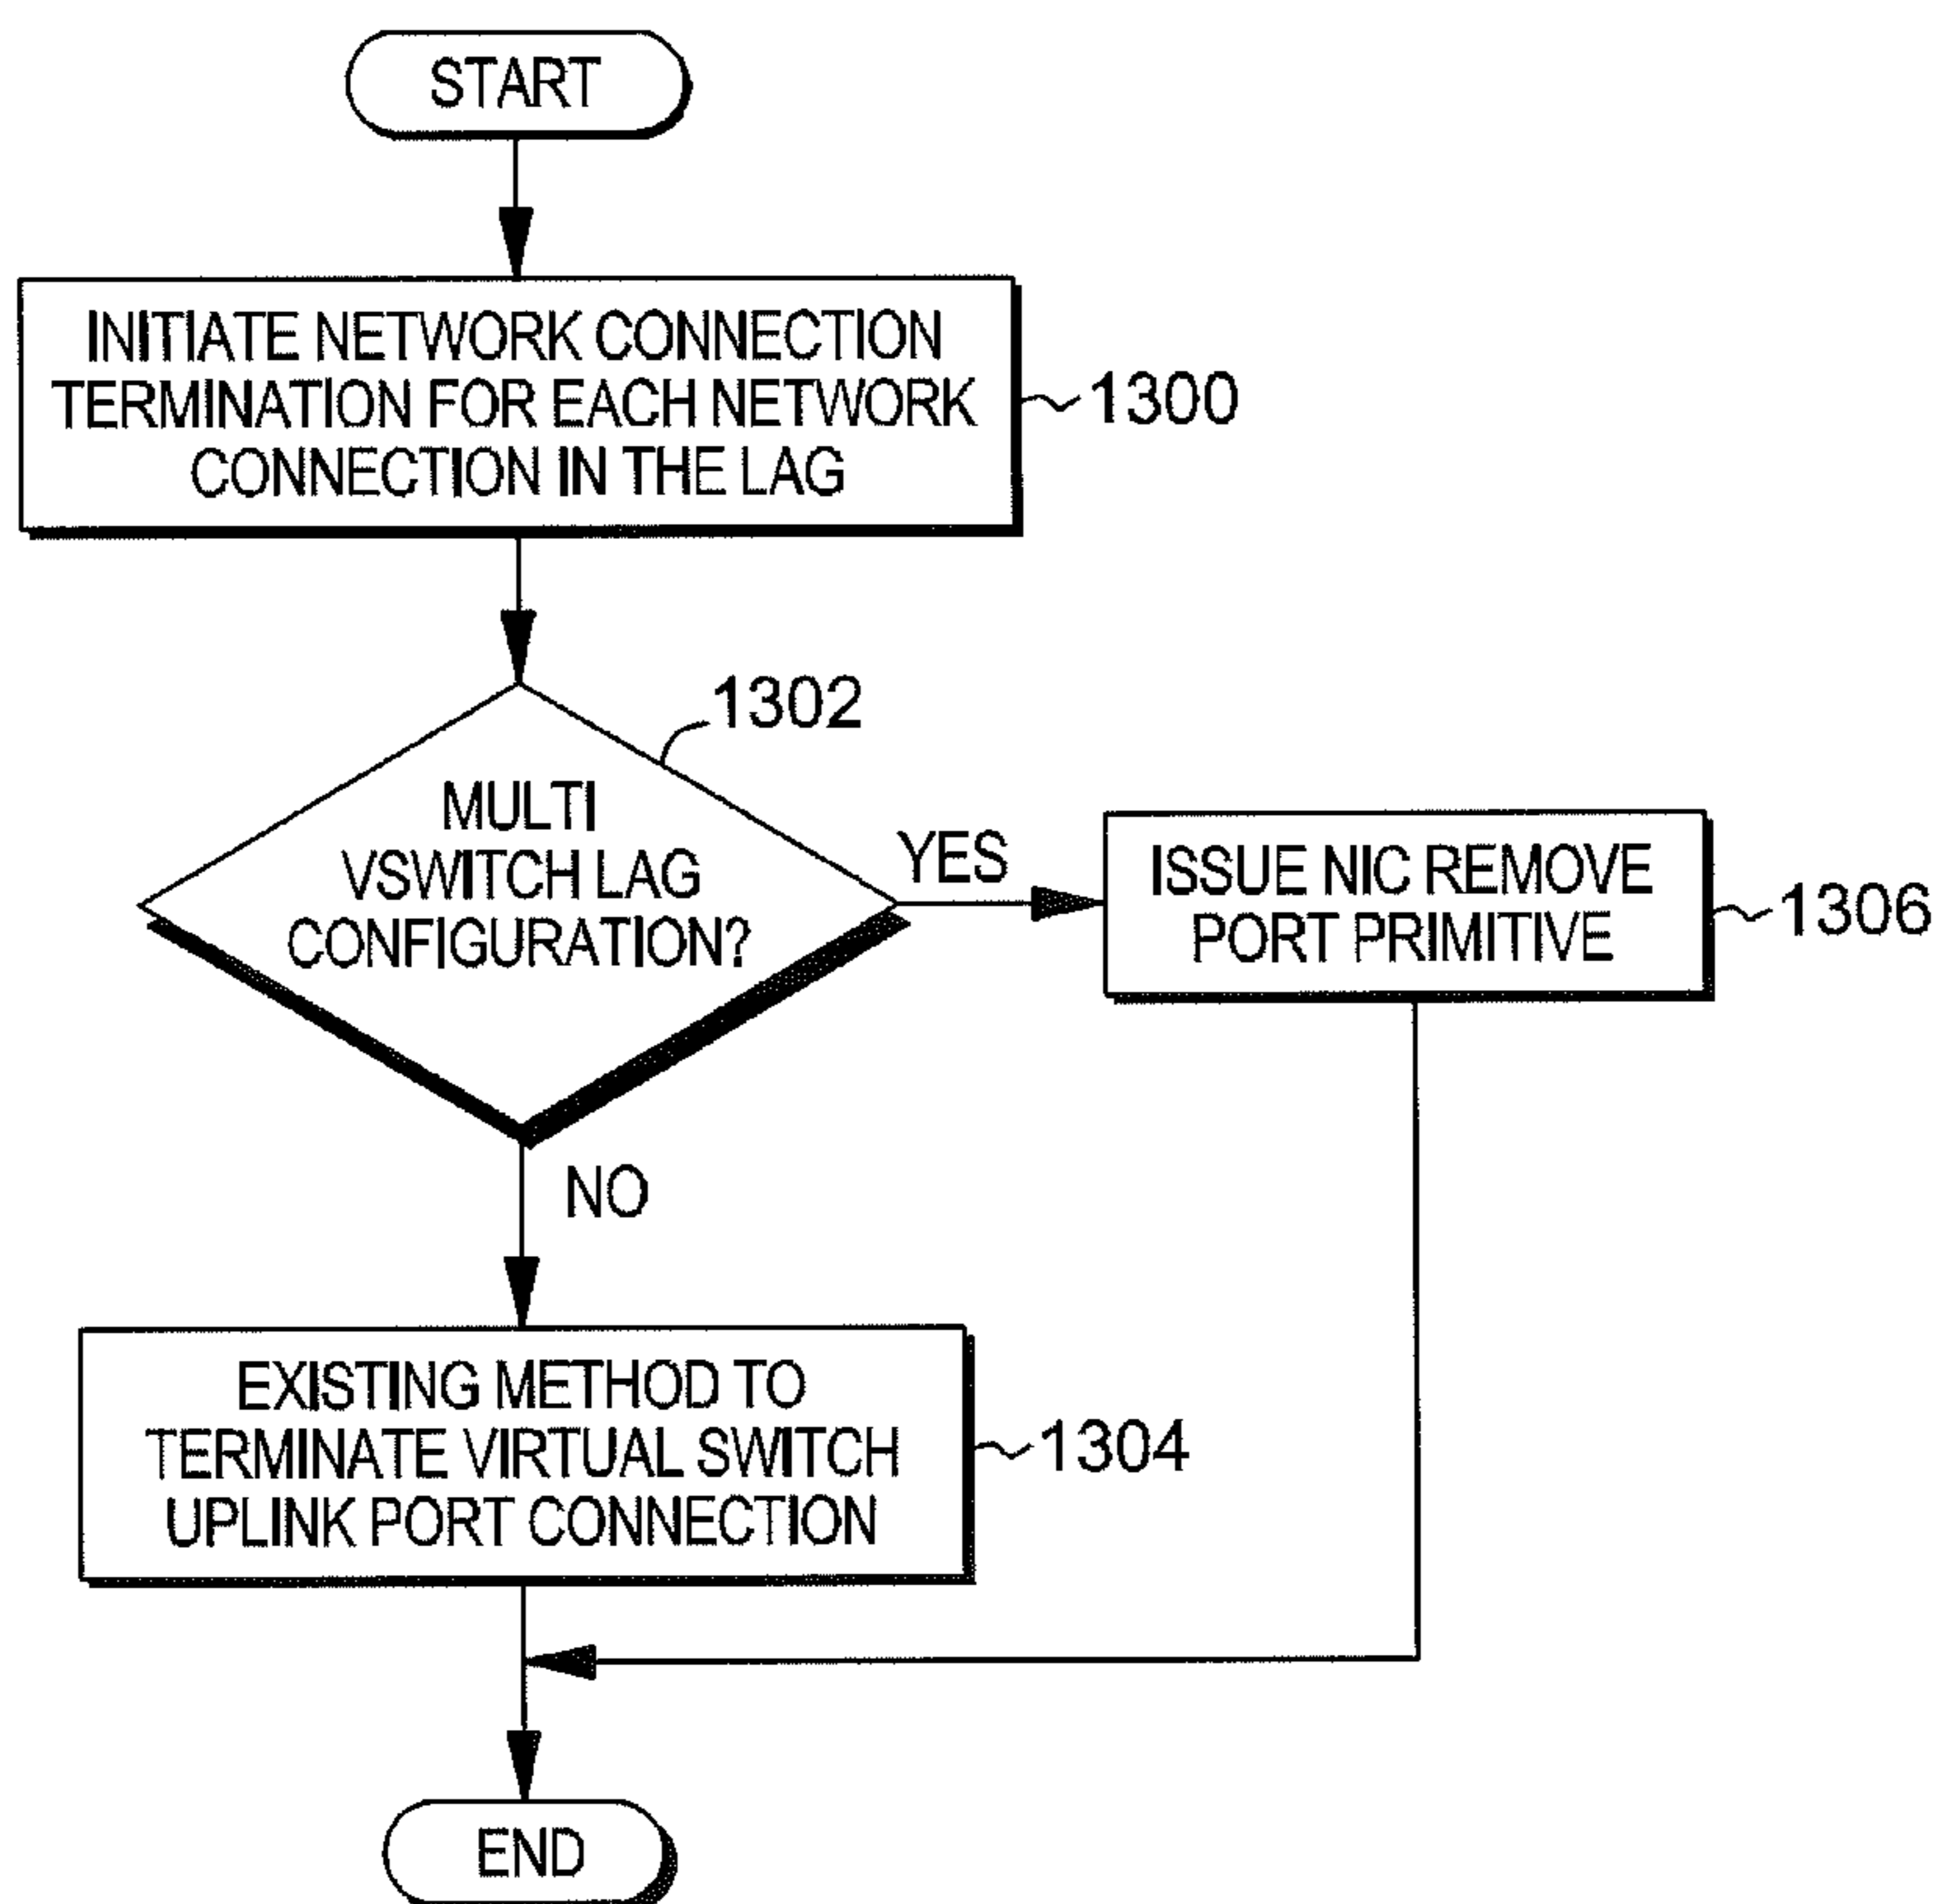 START
INITIATE NETWORK CONNECTION
TERMINATION FOR EACH NETWORK
CONNECTION IN THE LAG
1300
1302
MULTI
VSWITCH LAG
CONFIGURATION?
YES
ISSUE NIC REMOVE
PORT PRIMITIVE
1306
NO
EXISTING METHOD TO
TERMINATE VIRTUAL SWITCH
UPLINK PORT CONNECTION
1304
END